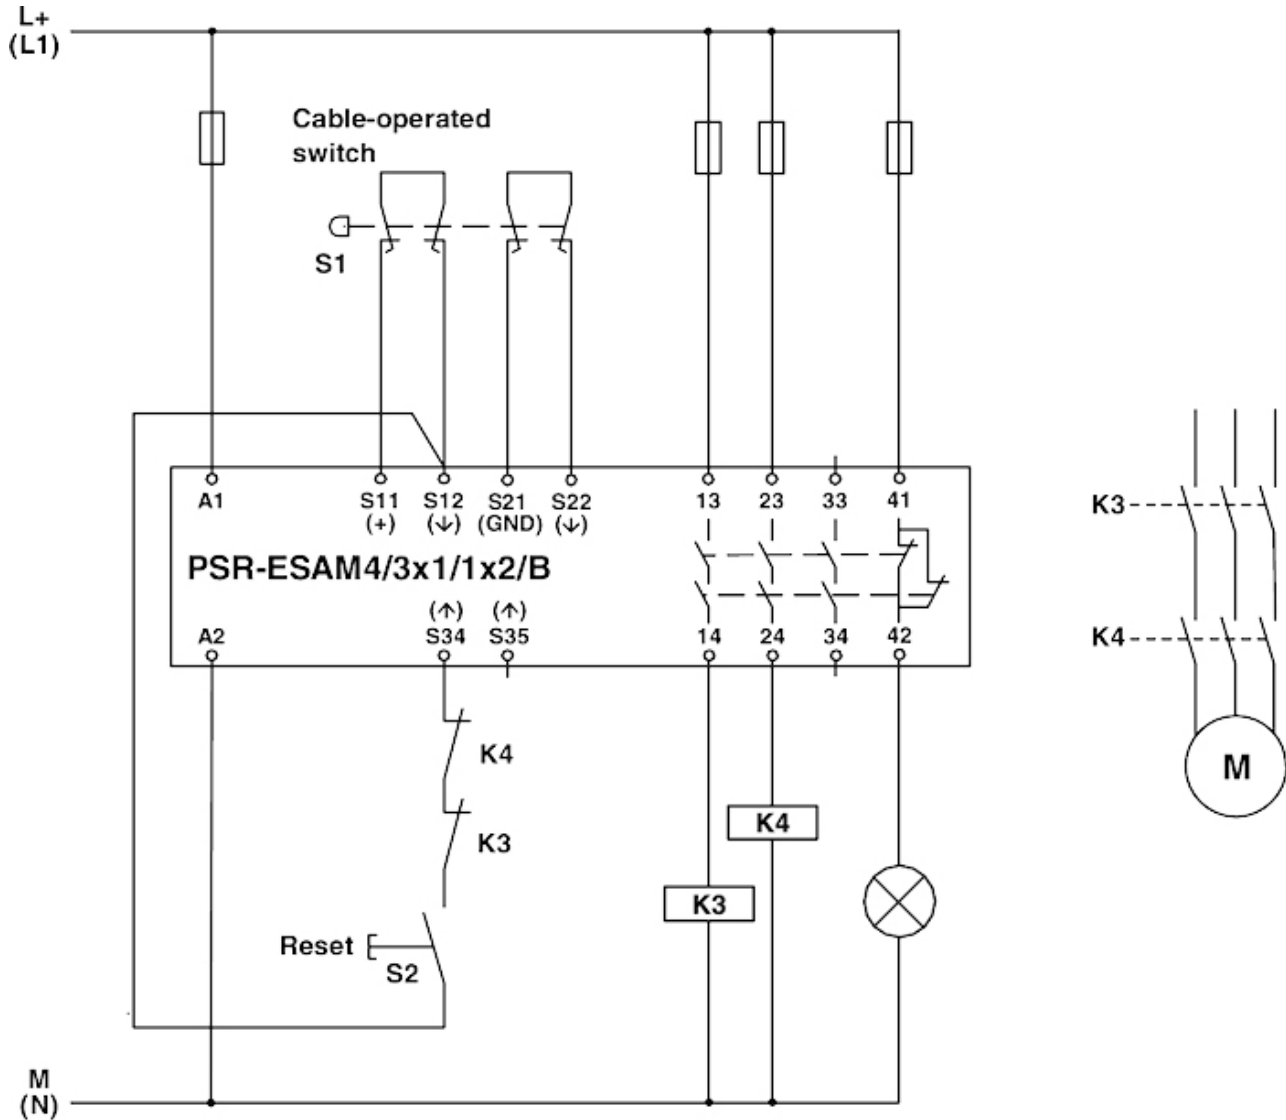 L+
(L1)
Cable-operated
switch
S1
A1
S11
(+)
S12
(↓)
S21
(GND)
S22
(↓)
13
23
33
41
PSR-ESAM4/3x1/1x2/B
(↑)
(↑)
A2
S34
S35
14
24
34
42
K3
K4
M
K4
K3
K4
K3
Reset
S2
M
(N)